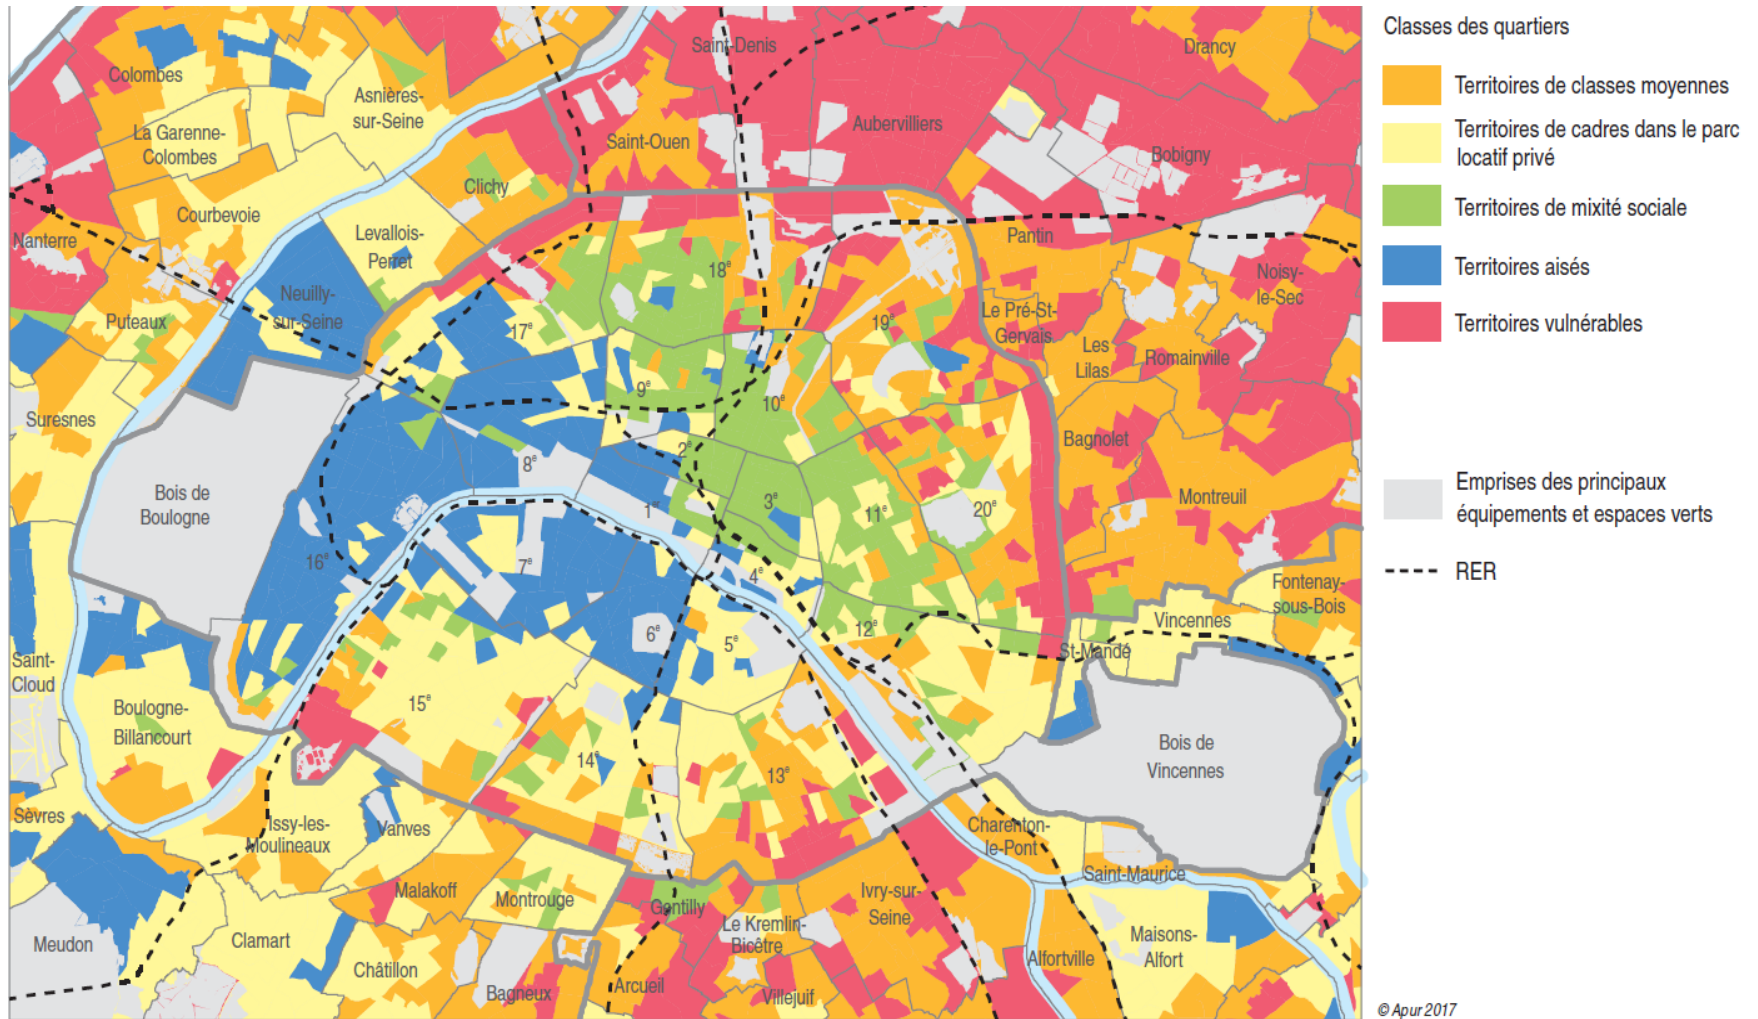 Classes des quartiers
Territoires de classes moyennes
Territoires de cadres dans le parc
locatif privé
Territoires de mixité sociale
Territoires aisés
Territoires vulnérables
Emprises des principaux
équipements et espaces verts
RER
© Apur 2017
Saint-Denis
Drancy
Colombes
Asnières-
sur-Seine
La Garenne-
Colombes
Saint-Ouen
Aubervilliers
Bobigny
Clichy
Courbevoie
Levallois-
Perret
Nanterre
Pantin
18e
Noisy-
le-Sec
Neuilly-
sur-Seine
Puteaux
17e
19e
Le Pré-St-
Gervais
Les
Lilas
Romainville
9e
10e
Suresnes
Bagnolet
2e
8e
Bois de
Boulogne
1er
3e
11e
20e
Montreuil
16e
7e
4e
Fontenay-
sous-Bois
6e
5e
12e
Vincennes
St-Mandé
Saint-
Cloud
15e
Boulogne-
Billancourt
14e
13e
Bois de
Vincennes
Sèvres
Issy-les-
Moulineaux
Vanves
Charenton-
le-Pont
Saint-Maurice
Malakoff
Montrouge
Gentilly
Ivry-sur-
Seine
Le Kremlin-
Bicêtre
Meudon
Clamart
Châtillon
Maisons-
Alfort
Alfortville
Bagneux
Arcueil
Villejuif